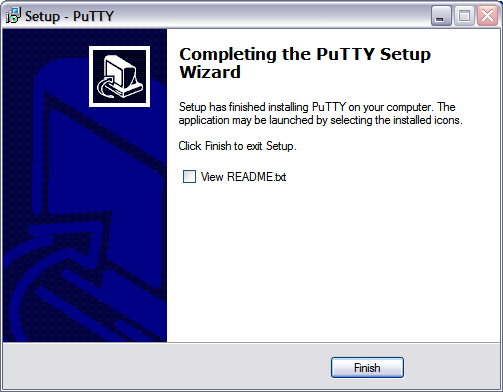 Setup - PuTTY
Completing the PuTTY Setup
Wizard
Setup has finished installing PuTTY on your computer. The
application may be launched by selecting the installed icons.
Click Finish to exit Setup.
View README.txt
Finish